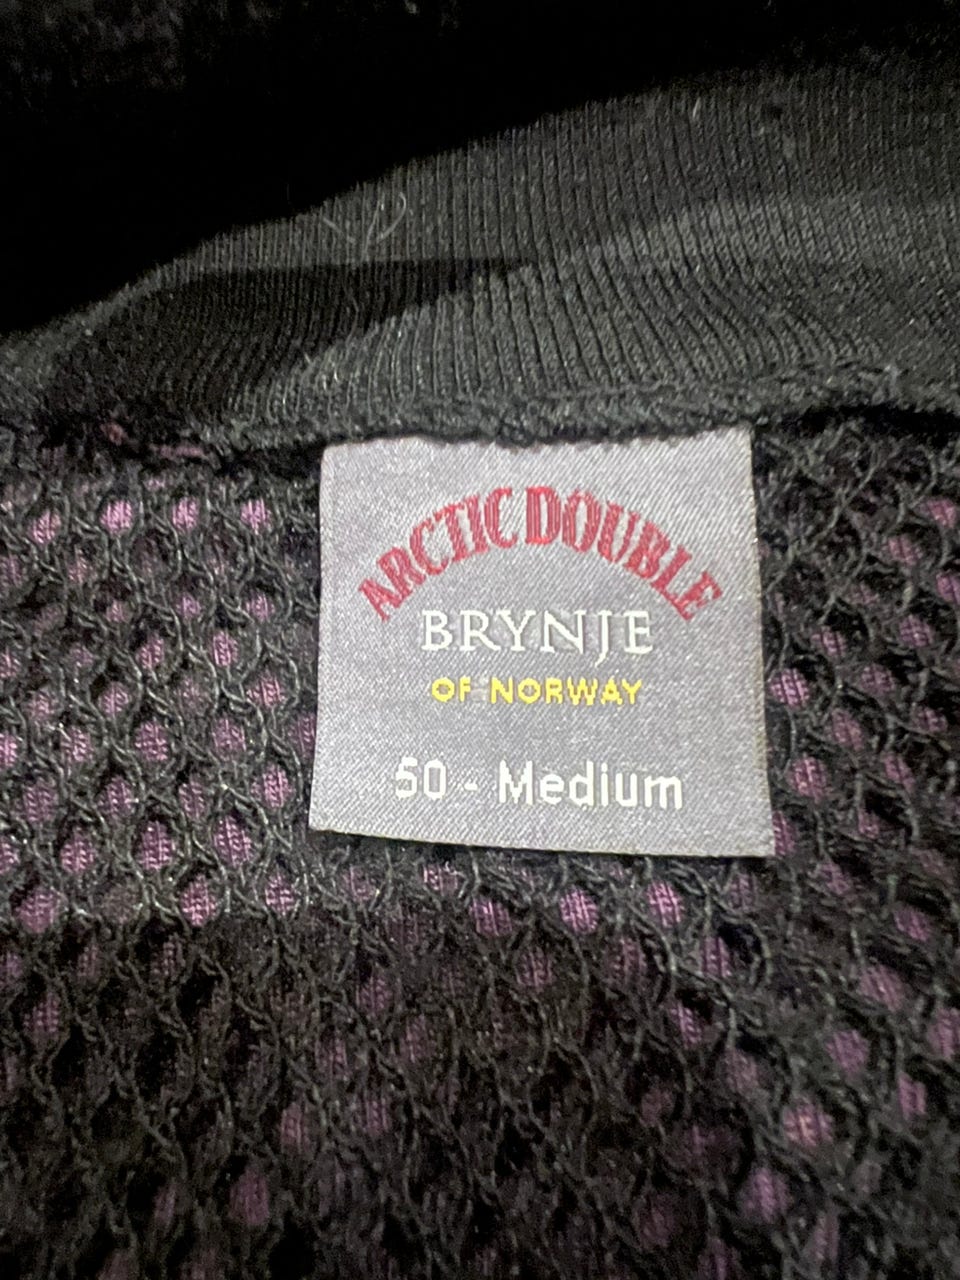 ARCTIC DOUBLE
BRYNJE
OF NORWAY
50 - Medium